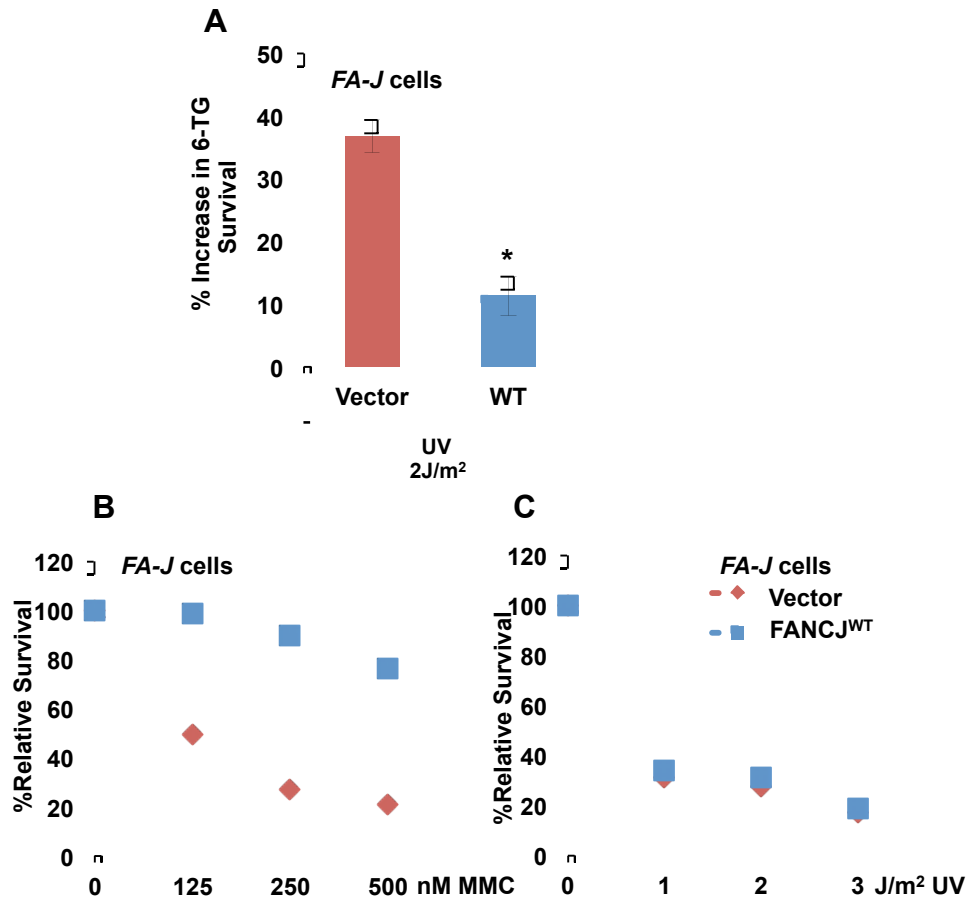 A
50
40
30
20
10
0
% Increase in 6-TG
Survival
FA-J cells
*
Vector WT
-
UV
2J/m²
B
120
100
80
60
40
20
0
%Relative Survival
FA-J cells
0 125 250 500 nM MMC
C
120
100
80
60
40
20
0
%Relative Survival
FA-J cells
Vector
FANCJᵂᵀ
0 1 2 3 J/m² UV